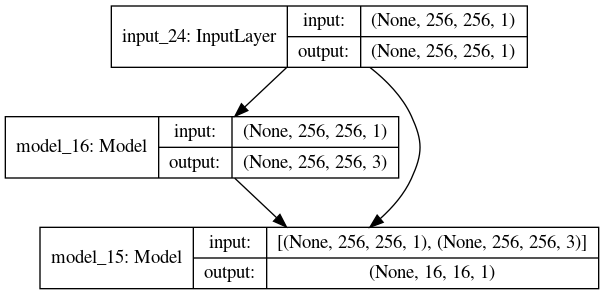 input_24: InputLayer
input: (None, 256, 256, 1)
output: (None, 256, 256, 1)
model_16: Model
input: (None, 256, 256, 1)
output: (None, 256, 256, 3)
model_15: Model
input: [(None, 256, 256, 1), (None, 256, 256, 3)]
output: (None, 16, 16, 1)